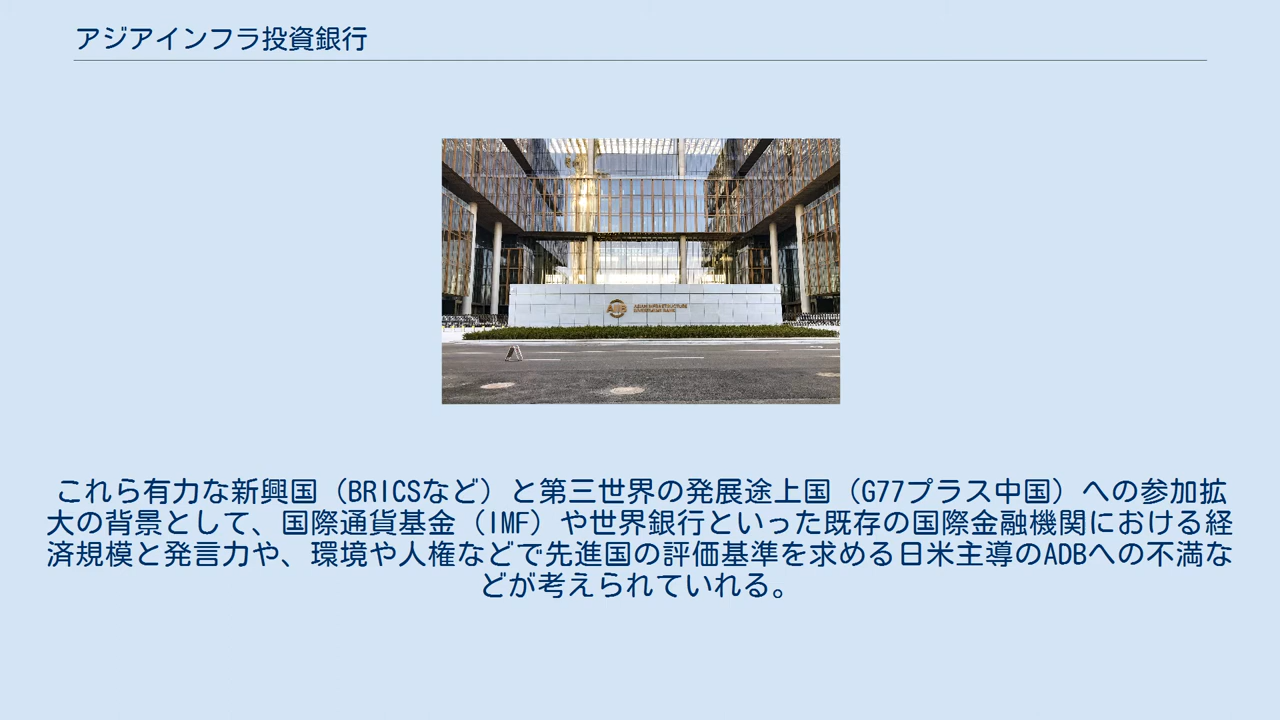 アジアインフラ投資銀行
AIIB
ASIAN INFRASTRUCTURE
INVESTMENT BANK
これら有力な新興国（BRICSなど）と第三世界の発展途上国（G77プラス中国）への参加拡
大の背景として、国際通貨基金（IMF）や世界銀行といった既存の国際金融機関における経
済規模と発言力や、環境や人権などで先進国の評価基準を求める日米主導のADBへの不満な
どが考えられていれる。